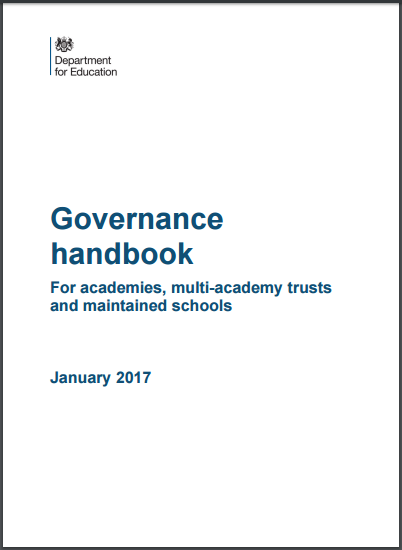 Department
for Education
Governance
handbook
For academies, multi-academy trusts
and maintained schools
January 2017